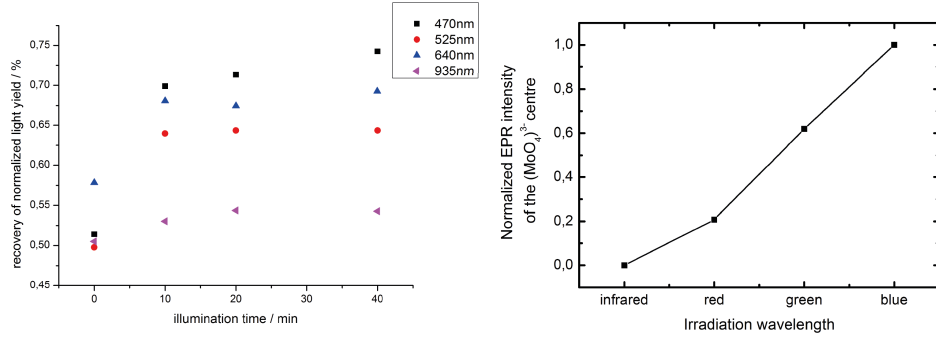 470nm
525nm
640nm
935nm
0,75
0,70
0,65
0,60
0,55
0,50
0,45
recovery of normalized light yield / %
0
10
20
30
40
illumination time / min
Normalized EPR intensity
of the (MoO₄)³⁻ centre
1,0
0,8
0,6
0,4
0,2
0,0
infrared
red
green
blue
Irradiation wavelength